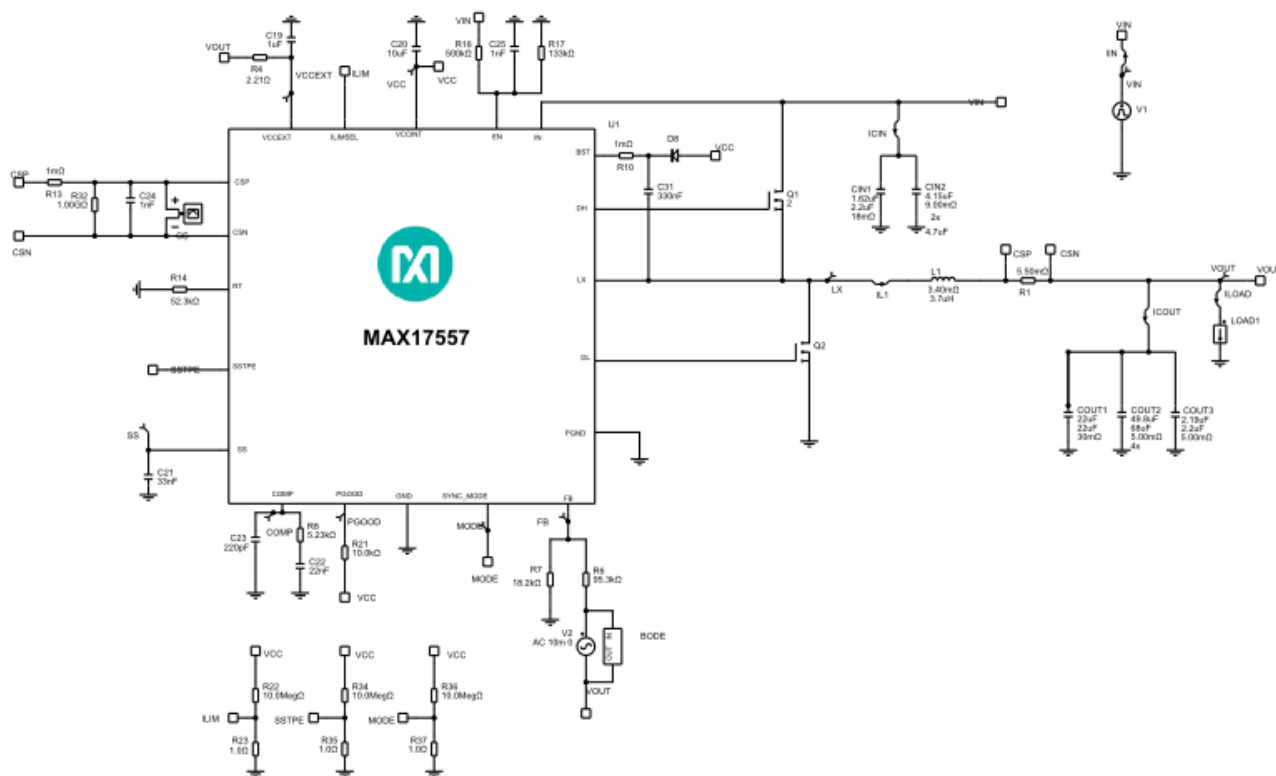 C19
1uF
VOUT
R4
2.21Ω
VCCEXT
ILIM
C20
10uF
VCC
VCC
VIN
R16
500kΩ
C25
1nF
R17
133kΩ
VIN
IIN
VIN
V1
VIN
U1
VCCEXT
ILIMSEL
VCCINT
EN
IN
ICIN
BST
1mΩ
R10
D8
VCC
C31
330nF
CSP
1mΩ
R13
R32
1.00GΩ
C24
1nF
CSN
CSP
CSN
DH
Q1
2
CIN1
1.62uF
2.2uF
18mΩ
CIN2
4.15uF
9.00mΩ
2x
4.7uF
MAX17557
R14
52.3kΩ
RT
LX
LX
IL1
L1
3.40mΩ
3.7uH
CSP
CSN
5.50mΩ
R1
VOUT
VOU
ILOAD
LOAD1
ICOUT
DL
Q2
SSTPE
SSTPE
COUT1
22uF
22uF
30mΩ
COUT2
49.8uF
68uF
5.00mΩ
4x
COUT3
2.19uF
2.2uF
5.00mΩ
PGND
SS
SS
C21
33nF
COMP
PGOOD
GND
SYNC_MODE
FB
C23
220pF
COMP
R8
5.23kΩ
C22
22nF
PGOOD
R21
10.0kΩ
VCC
MODE
MODE
FB
R7
18.2kΩ
R6
95.3kΩ
V2
AC 10m 0
OUT IN
BODE
VOUT
VCC
R22
10.0MegΩ
ILIM
R23
1.0Ω
VCC
R34
10.0MegΩ
SSTPE
R35
1.0Ω
VCC
R36
10.0MegΩ
MODE
R37
1.0Ω